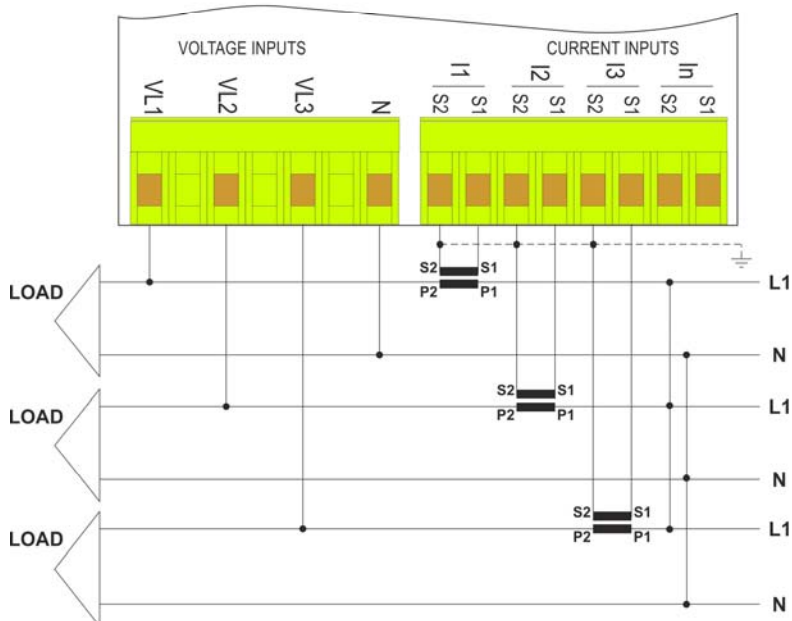 VOLTAGE INPUTS CURRENT INPUTS
VL1 VL2 VL3 N I1 I2 I3 In
S2 S1 S2 S1 S2 S1 S2 S1
S2 S1
LOAD P2 P1 L1
N
S2 S1
LOAD P2 P1 L1
N
S2 S1
LOAD P2 P1 L1
N